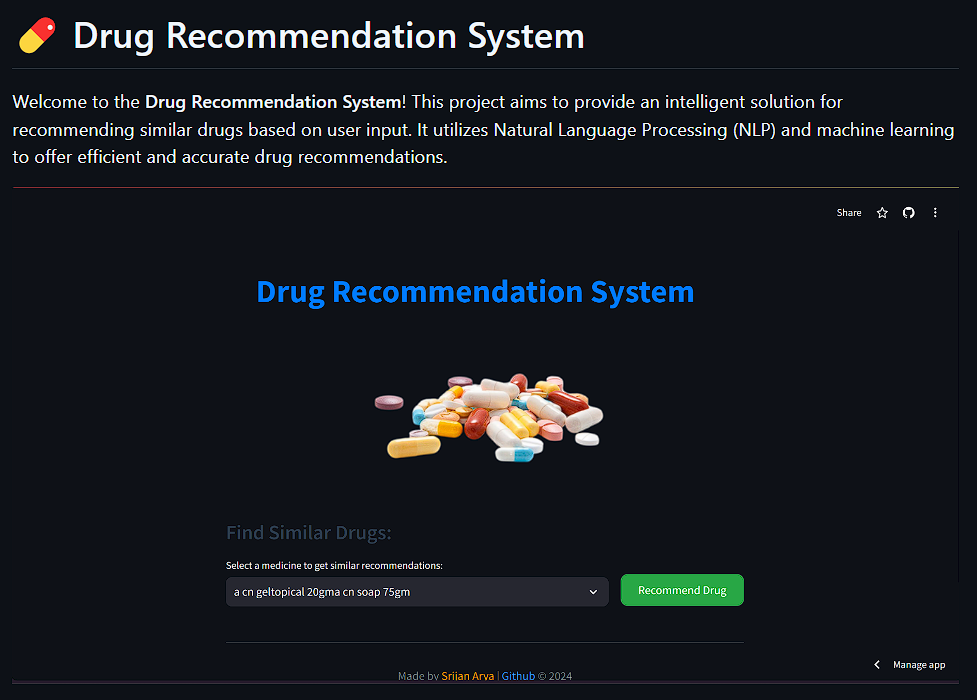 Drug Recommendation System
Welcome to the Drug Recommendation System! This project aims to provide an intelligent solution for
recommending similar drugs based on user input. It utilizes Natural Language Processing (NLP) and machine learning
to offer efficient and accurate drug recommendations.
Share
Drug Recommendation System
Find Similar Drugs:
Select a medicine to get similar recommendations:
a cn geltopical 20gma cn soap 75gm
Recommend Drug
Manage app
Made by Srijan Arya | Github © 2024